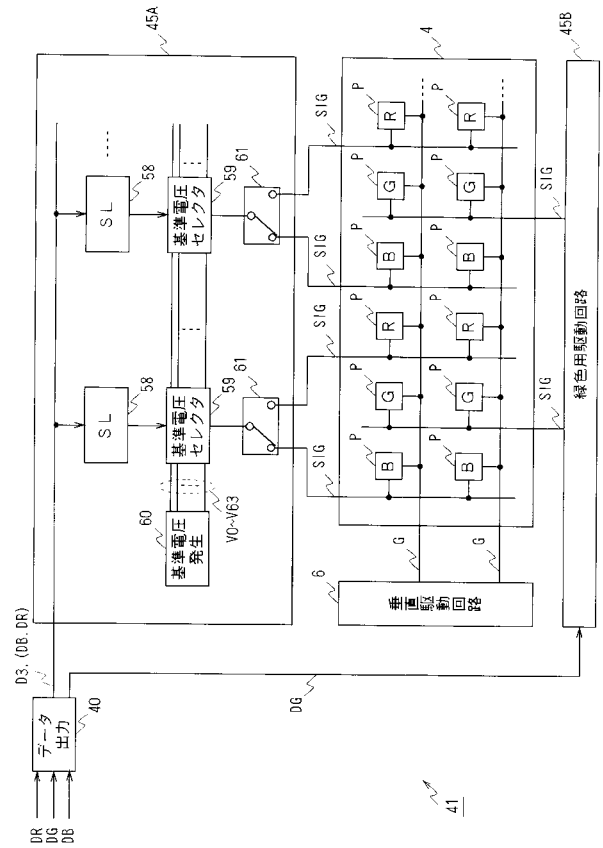 DR
DG
DB
データ
出力
40
D3, (DB, DR)
DG
41
45A
SL
58
SL
58
基準電圧
発生
60
V0~V63
基準電圧
セレクタ
59
基準電圧
セレクタ
59
61
61
SIG
SIG
SIG
SIG
4
垂直駆動回路
6
G
G
P
B
P
G
P
R
P
B
P
G
P
R
P
B
P
G
P
R
P
B
P
G
P
R
SIG
SIG
緑色用駆動回路
45B